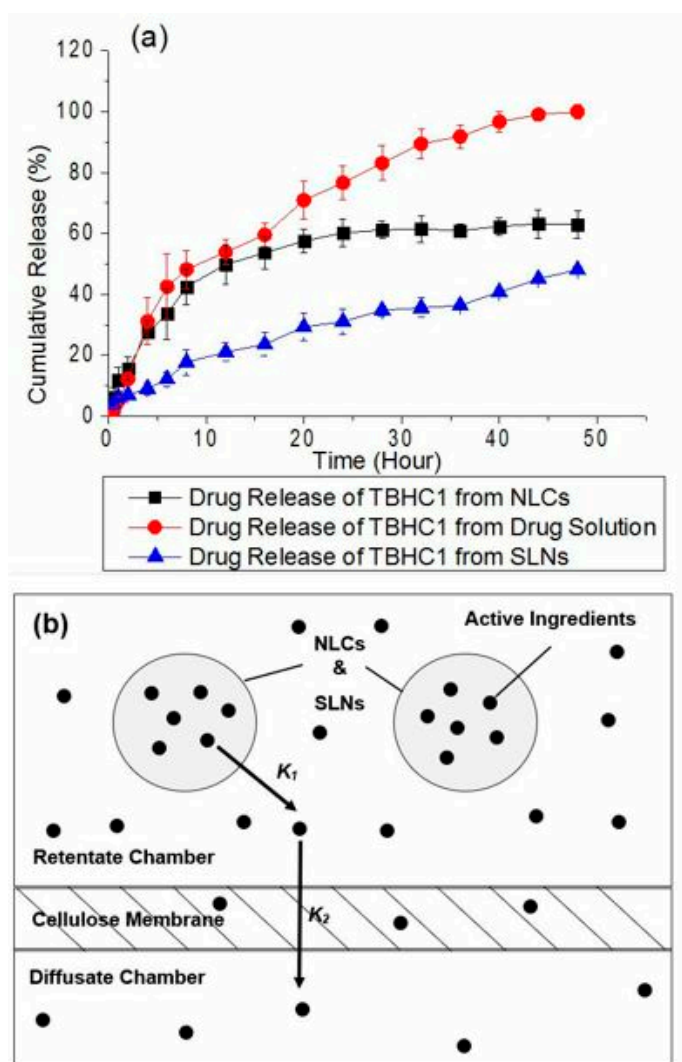 (a)
120
100
80
60
40
20
0
Cumulative Release (%)
0 10 20 30 40 50
Time (Hour)
Drug Release of TBHC1 from NLCs
Drug Release of TBHC1 from Drug Solution
Drug Release of TBHC1 from SLNs
(b)
Active Ingredients
NLCs
&
SLNs
K1
Retentate Chamber
Cellulose Membrane
K2
Diffusate Chamber